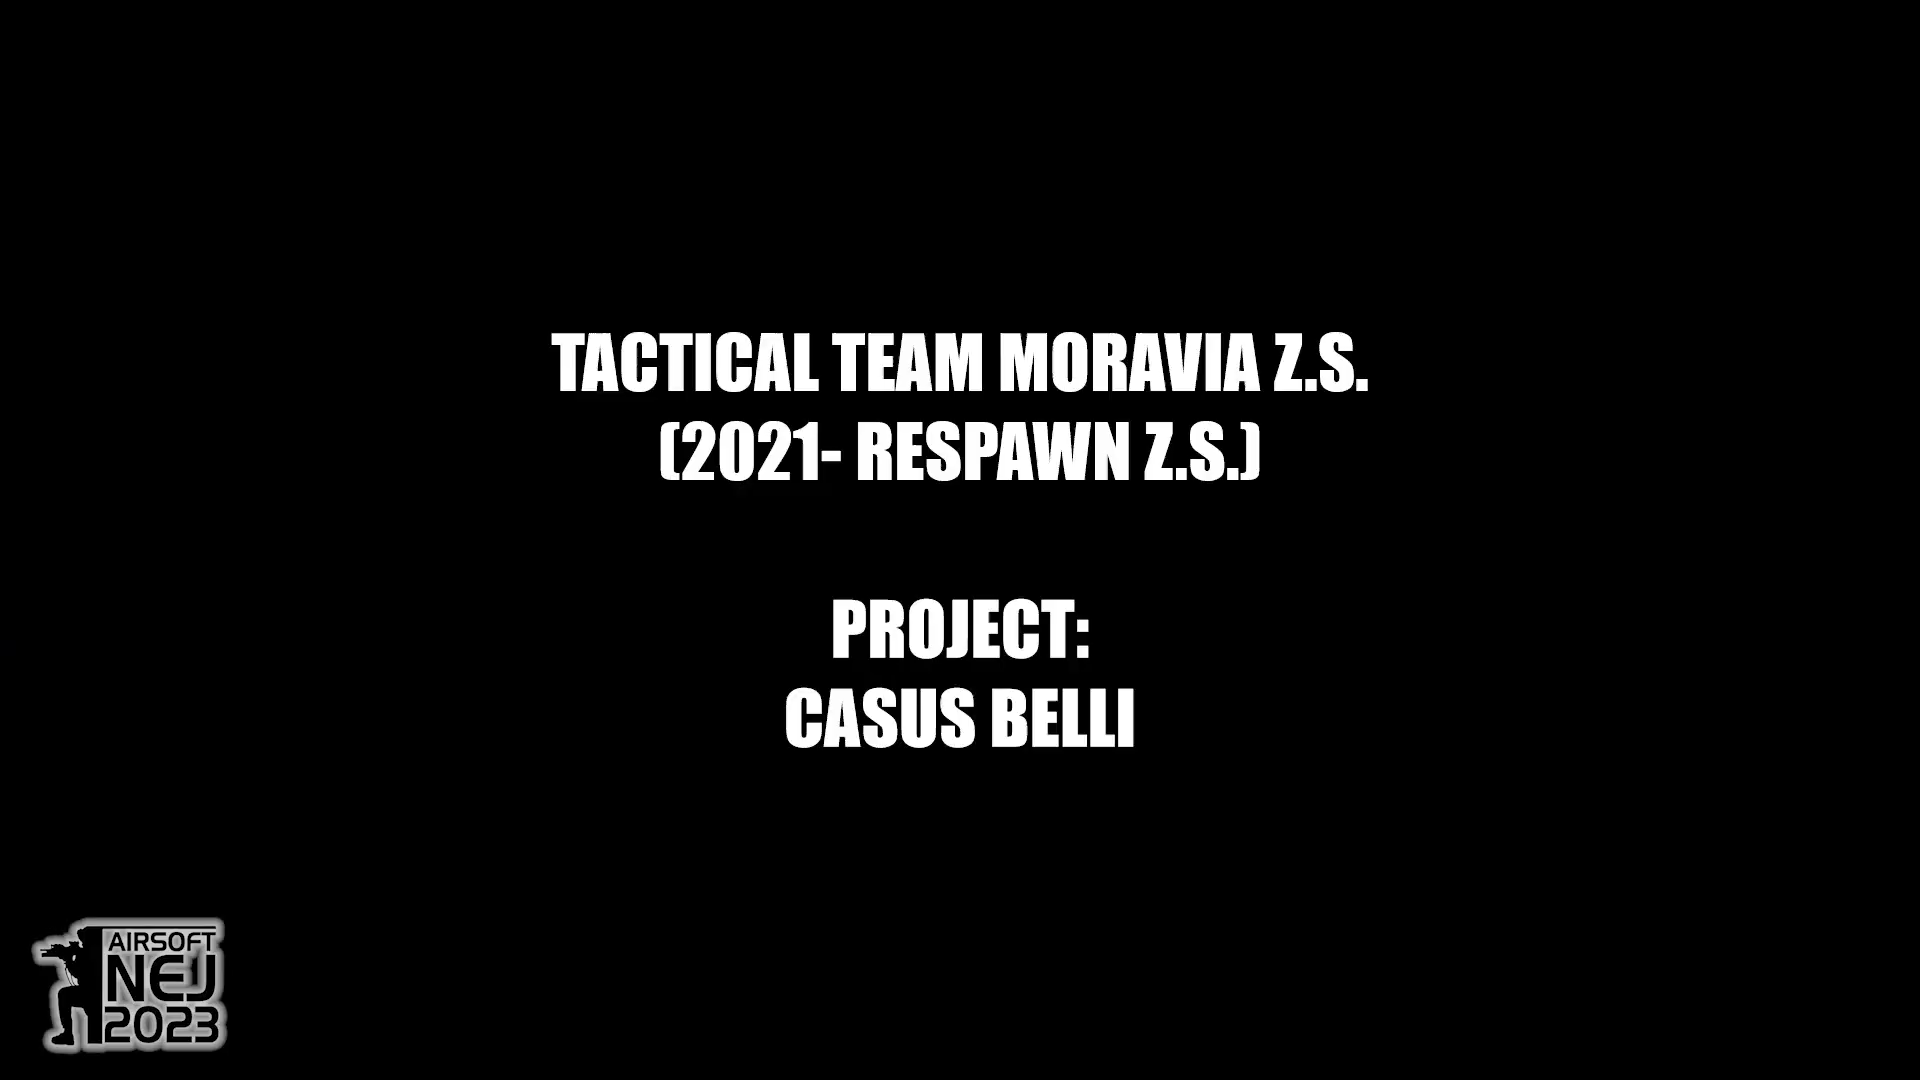 TACTICAL TEAM MORAVIA Z.S.
(2021- RESPAWN Z.S.)
PROJECT:
CASUS BELLI
AIRSOFT
NEJ
2023